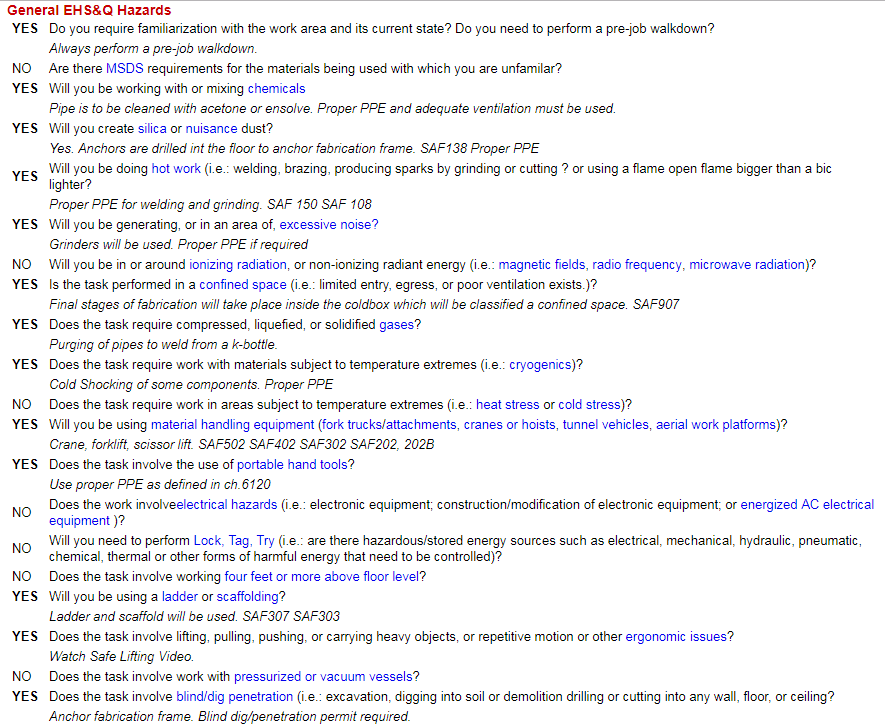 General EHS&Q Hazards
YES Do you require familiarization with the work area and its current state? Do you need to perform a pre-job walkdown?
Always perform a pre-job walkdown.
NO Are there MSDS requirements for the materials being used with which you are unfamilar?
YES Will you be working with or mixing chemicals
Pipe is to be cleaned with acetone or ensolve. Proper PPE and adequate ventilation must be used.
YES Will you create silica or nuisance dust?
Yes. Anchors are drilled int the floor to anchor fabrication frame. SAF138 Proper PPE
YES Will you be doing hot work (i.e.: welding, brazing, producing sparks by grinding or cutting ? or using a flame open flame bigger than a bic
lighter?
Proper PPE for welding and grinding. SAF 150 SAF 108
YES Will you be generating, or in an area of, excessive noise?
Grinders will be used. Proper PPE if required
NO Will you be in or around ionizing radiation, or non-ionizing radiant energy (i.e.: magnetic fields, radio frequency, microwave radiation)?
YES Is the task performed in a confined space (i.e.: limited entry, egress, or poor ventilation exists.)?
Final stages of fabrication will take place inside the coldbox which will be classified a confined space. SAF907
YES Does the task require compressed, liquefied, or solidified gases?
Purging of pipes to weld from a k-bottle.
YES Does the task require work with materials subject to temperature extremes (i.e.: cryogenics)?
Cold Shocking of some components. Proper PPE
NO Does the task require work in areas subject to temperature extremes (i.e.: heat stress or cold stress)?
YES Will you be using material handling equipment (fork trucks/attachments, cranes or hoists, tunnel vehicles, aerial work platforms)?
Crane, forklift, scissor lift. SAF502 SAF402 SAF302 SAF202, 202B
YES Does the task involve the use of portable hand tools?
Use proper PPE as defined in ch.6120
NO Does the work involveelectrical hazards (i.e.: electronic equipment; construction/modification of electronic equipment; or energized AC electrical
equipment )?
NO Will you need to perform Lock, Tag, Try (i.e.: are there hazardous/stored energy sources such as electrical, mechanical, hydraulic, pneumatic,
chemical, thermal or other forms of harmful energy that need to be controlled)?
NO Does the task involve working four feet or more above floor level?
YES Will you be using a ladder or scaffolding?
Ladder and scaffold will be used. SAF307 SAF303
YES Does the task involve lifting, pulling, pushing, or carrying heavy objects, or repetitive motion or other ergonomic issues?
Watch Safe Lifting Video.
NO Does the task involve work with pressurized or vacuum vessels?
YES Does the task involve blind/dig penetration (i.e.: excavation, digging into soil or demolition drilling or cutting into any wall, floor, or ceiling?
Anchor fabrication frame. Blind dig/penetration permit required.